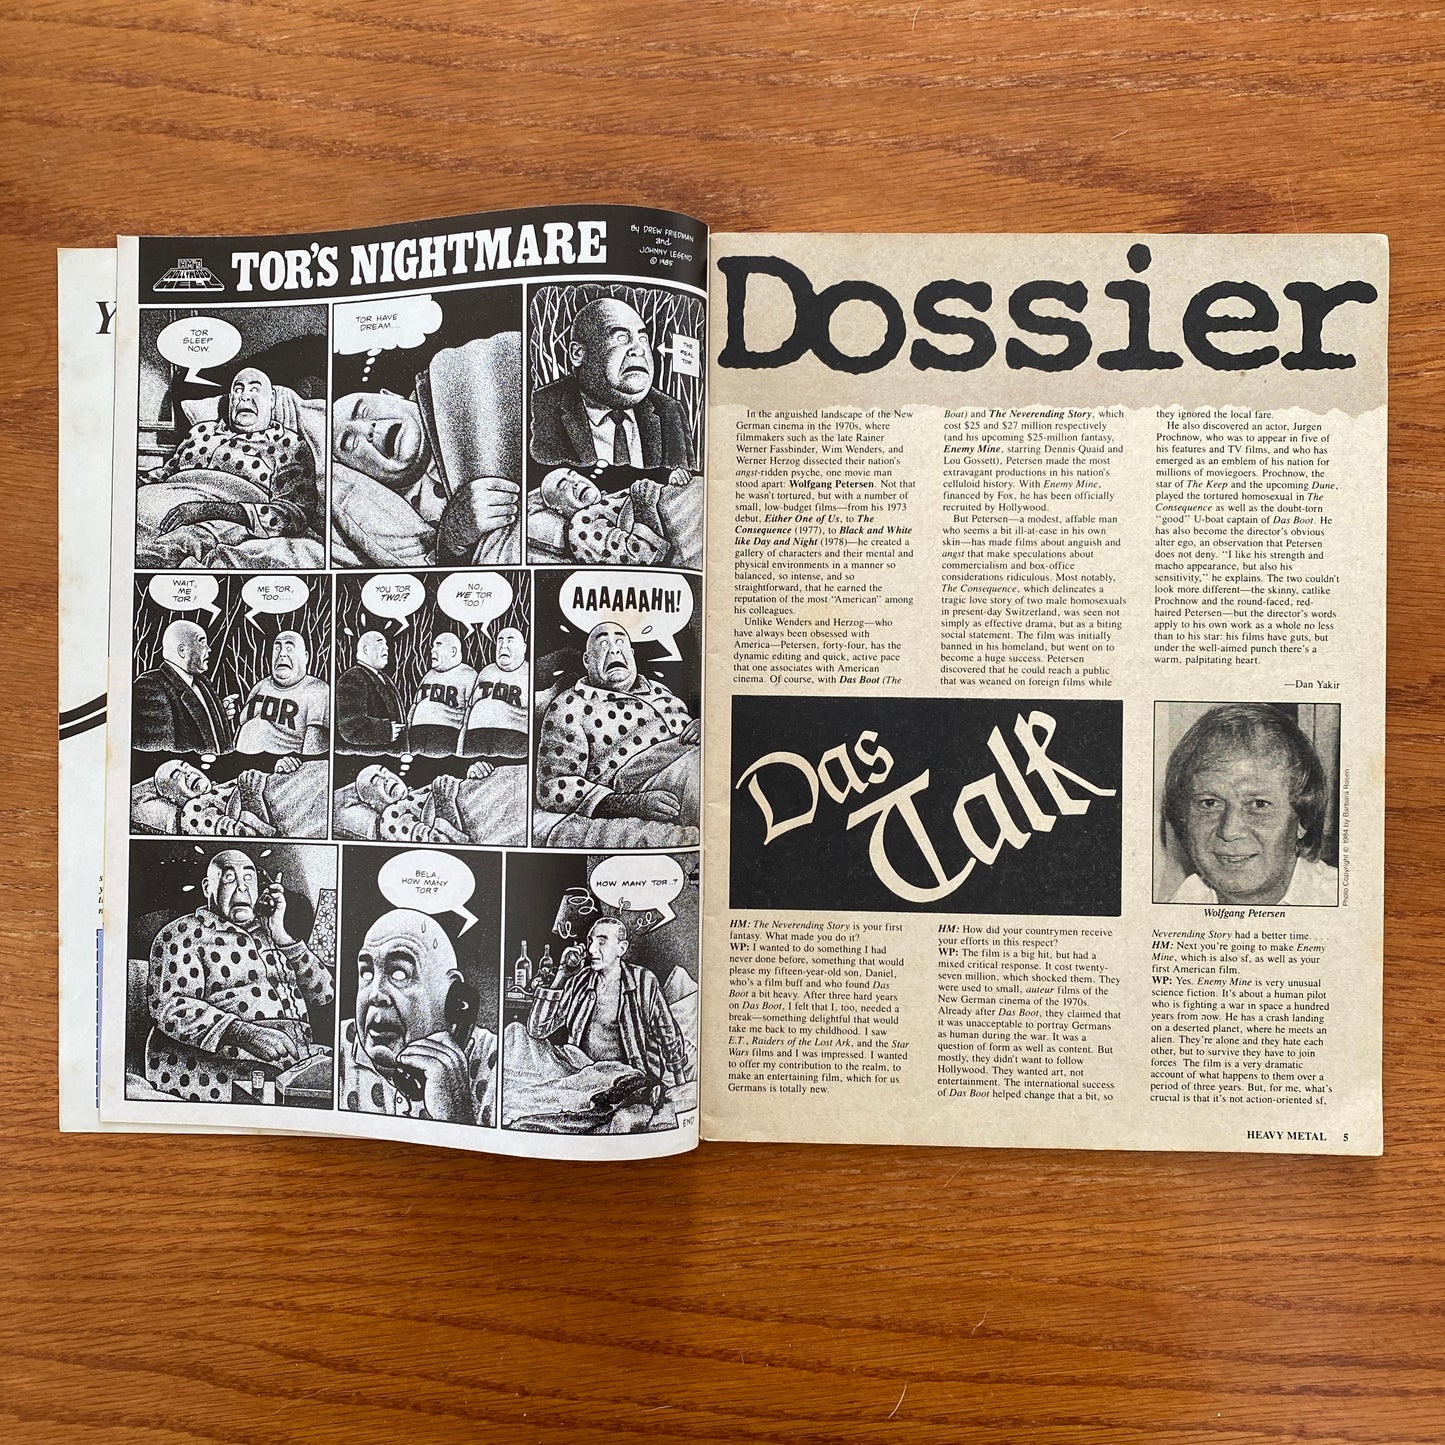 TOR'S NIGHTMARE
By DREW FRIEDMAN
and
JOHNNY LEGEND
© 1985
TOR
SLEEP
NOW.
TOR HAVE
DREAM....
THE
REAL
TOR
WAIT,
ME
TOR!
ME TOR,
TOO....
TOR
YOU TOR
TWO!?
NO,
WE TOR
TOO!
TOR
TOR
AAAAAAHH!
BELA,
HOW MANY
TOR?
HOW MANY TOR..?
END
Y
Dossier
In the anguished landscape of the New
German cinema in the 1970s, where
filmmakers such as the late Rainer
Werner Fassbinder, Wim Wenders, and
Werner Herzog dissected their nation's
angst-ridden psyche, one movie man
stood apart: Wolfgang Petersen. Not that
he wasn't tortured, but with a number of
small, low-budget films—from his 1973
debut, Either One of Us, to The
Consequence (1977), to Black and White
like Day and Night (1978)—he created a
gallery of characters and their mental and
physical environments in a manner so
balanced, so intense, and so
straightforward, that he earned the
reputation of the most "American" among
his colleagues.
Unlike Wenders and Herzog—who
have always been obsessed with
America—Petersen, forty-four, has the
dynamic editing and quick, active pace
that one associates with American
cinema. Of course, with Das Boot (The
Boat) and The Neverending Story, which
cost $25 and $27 million respectively
(and his upcoming $25-million fantasy,
Enemy Mine, starring Dennis Quaid and
Lou Gossett), Petersen made the most
extravagant productions in his nation's
celluloid history. With Enemy Mine,
financed by Fox, he has been officially
recruited by Hollywood.
But Petersen—a modest, affable man
who seems a bit ill-at-ease in his own
skin—has made films about anguish and
angst that make speculations about
commercialism and box-office
considerations ridiculous. Most notably,
The Consequence, which delineates a
tragic love story of two male homosexuals
in present-day Switzerland, was seen not
simply as effective drama, but as a biting
social statement. The film was initially
banned in his homeland, but went on to
become a huge success. Petersen
discovered that he could reach a public
that was weaned on foreign films while
they ignored the local fare.
He also discovered an actor, Jurgen
Prochnow, who was to appear in five of
his features and TV films, and who has
emerged as an emblem of his nation for
millions of moviegoers. Prochnow, the
star of The Keep and the upcoming Dune,
played the tortured homosexual in The
Consequence as well as the doubt-torn
"good" U-boat captain of Das Boot. He
has also become the director's obvious
alter ego, an observation that Petersen
does not deny. "I like his strength and
macho appearance, but also his
sensitivity," he explains. The two couldn't
look more different—the skinny, catlike
Prochnow and the round-faced, red-
haired Petersen—but the director's words
apply to his own work as a whole no less
than to his star: his films have guts, but
under the well-aimed punch there's a
warm, palpitating heart.
—Dan Yakir
Das
Talk
Photo Copyright © 1984 by Barbara Rosen
Wolfgang Petersen
HM: The Neverending Story is your first
fantasy. What made you do it?
WP: I wanted to do something I had
never done before, something that would
please my fifteen-year-old son, Daniel,
who's a film buff and who found Das
Boot a bit heavy. After three hard years
on Das Boot, I felt that I, too, needed a
break—something delightful that would
take me back to my childhood. I saw
E.T., Raiders of the Lost Ark, and the Star
Wars films and I was impressed. I wanted
to offer my contribution to the realm, to
make an entertaining film, which for us
Germans is totally new.
HM: How did your countrymen receive
your efforts in this respect?
WP: The film is a big hit, but had a
mixed critical response. It cost twenty-
seven million, which shocked them. They
were used to small, auteur films of the
New German cinema of the 1970s.
Already after Das Boot, they claimed that
it was unacceptable to portray Germans
as human during the war. It was a
question of form as well as content. But
mostly, they didn't want to follow
Hollywood. They wanted art, not
entertainment. The international success
of Das Boot helped change that a bit, so
Neverending Story had a better time. . . .
HM: Next you're going to make Enemy
Mine, which is also sf, as well as your
first American film.
WP: Yes. Enemy Mine is very unusual
science fiction. It's about a human pilot
who is fighting a war in space a hundred
years from now. He has a crash landing
on a deserted planet, where he meets an
alien. They're alone and they hate each
other, but to survive they have to join
forces The film is a very dramatic
account of what happens to them over a
period of three years. But, for me, what's
crucial is that it's not action-oriented sf,
HEAVY METAL 5